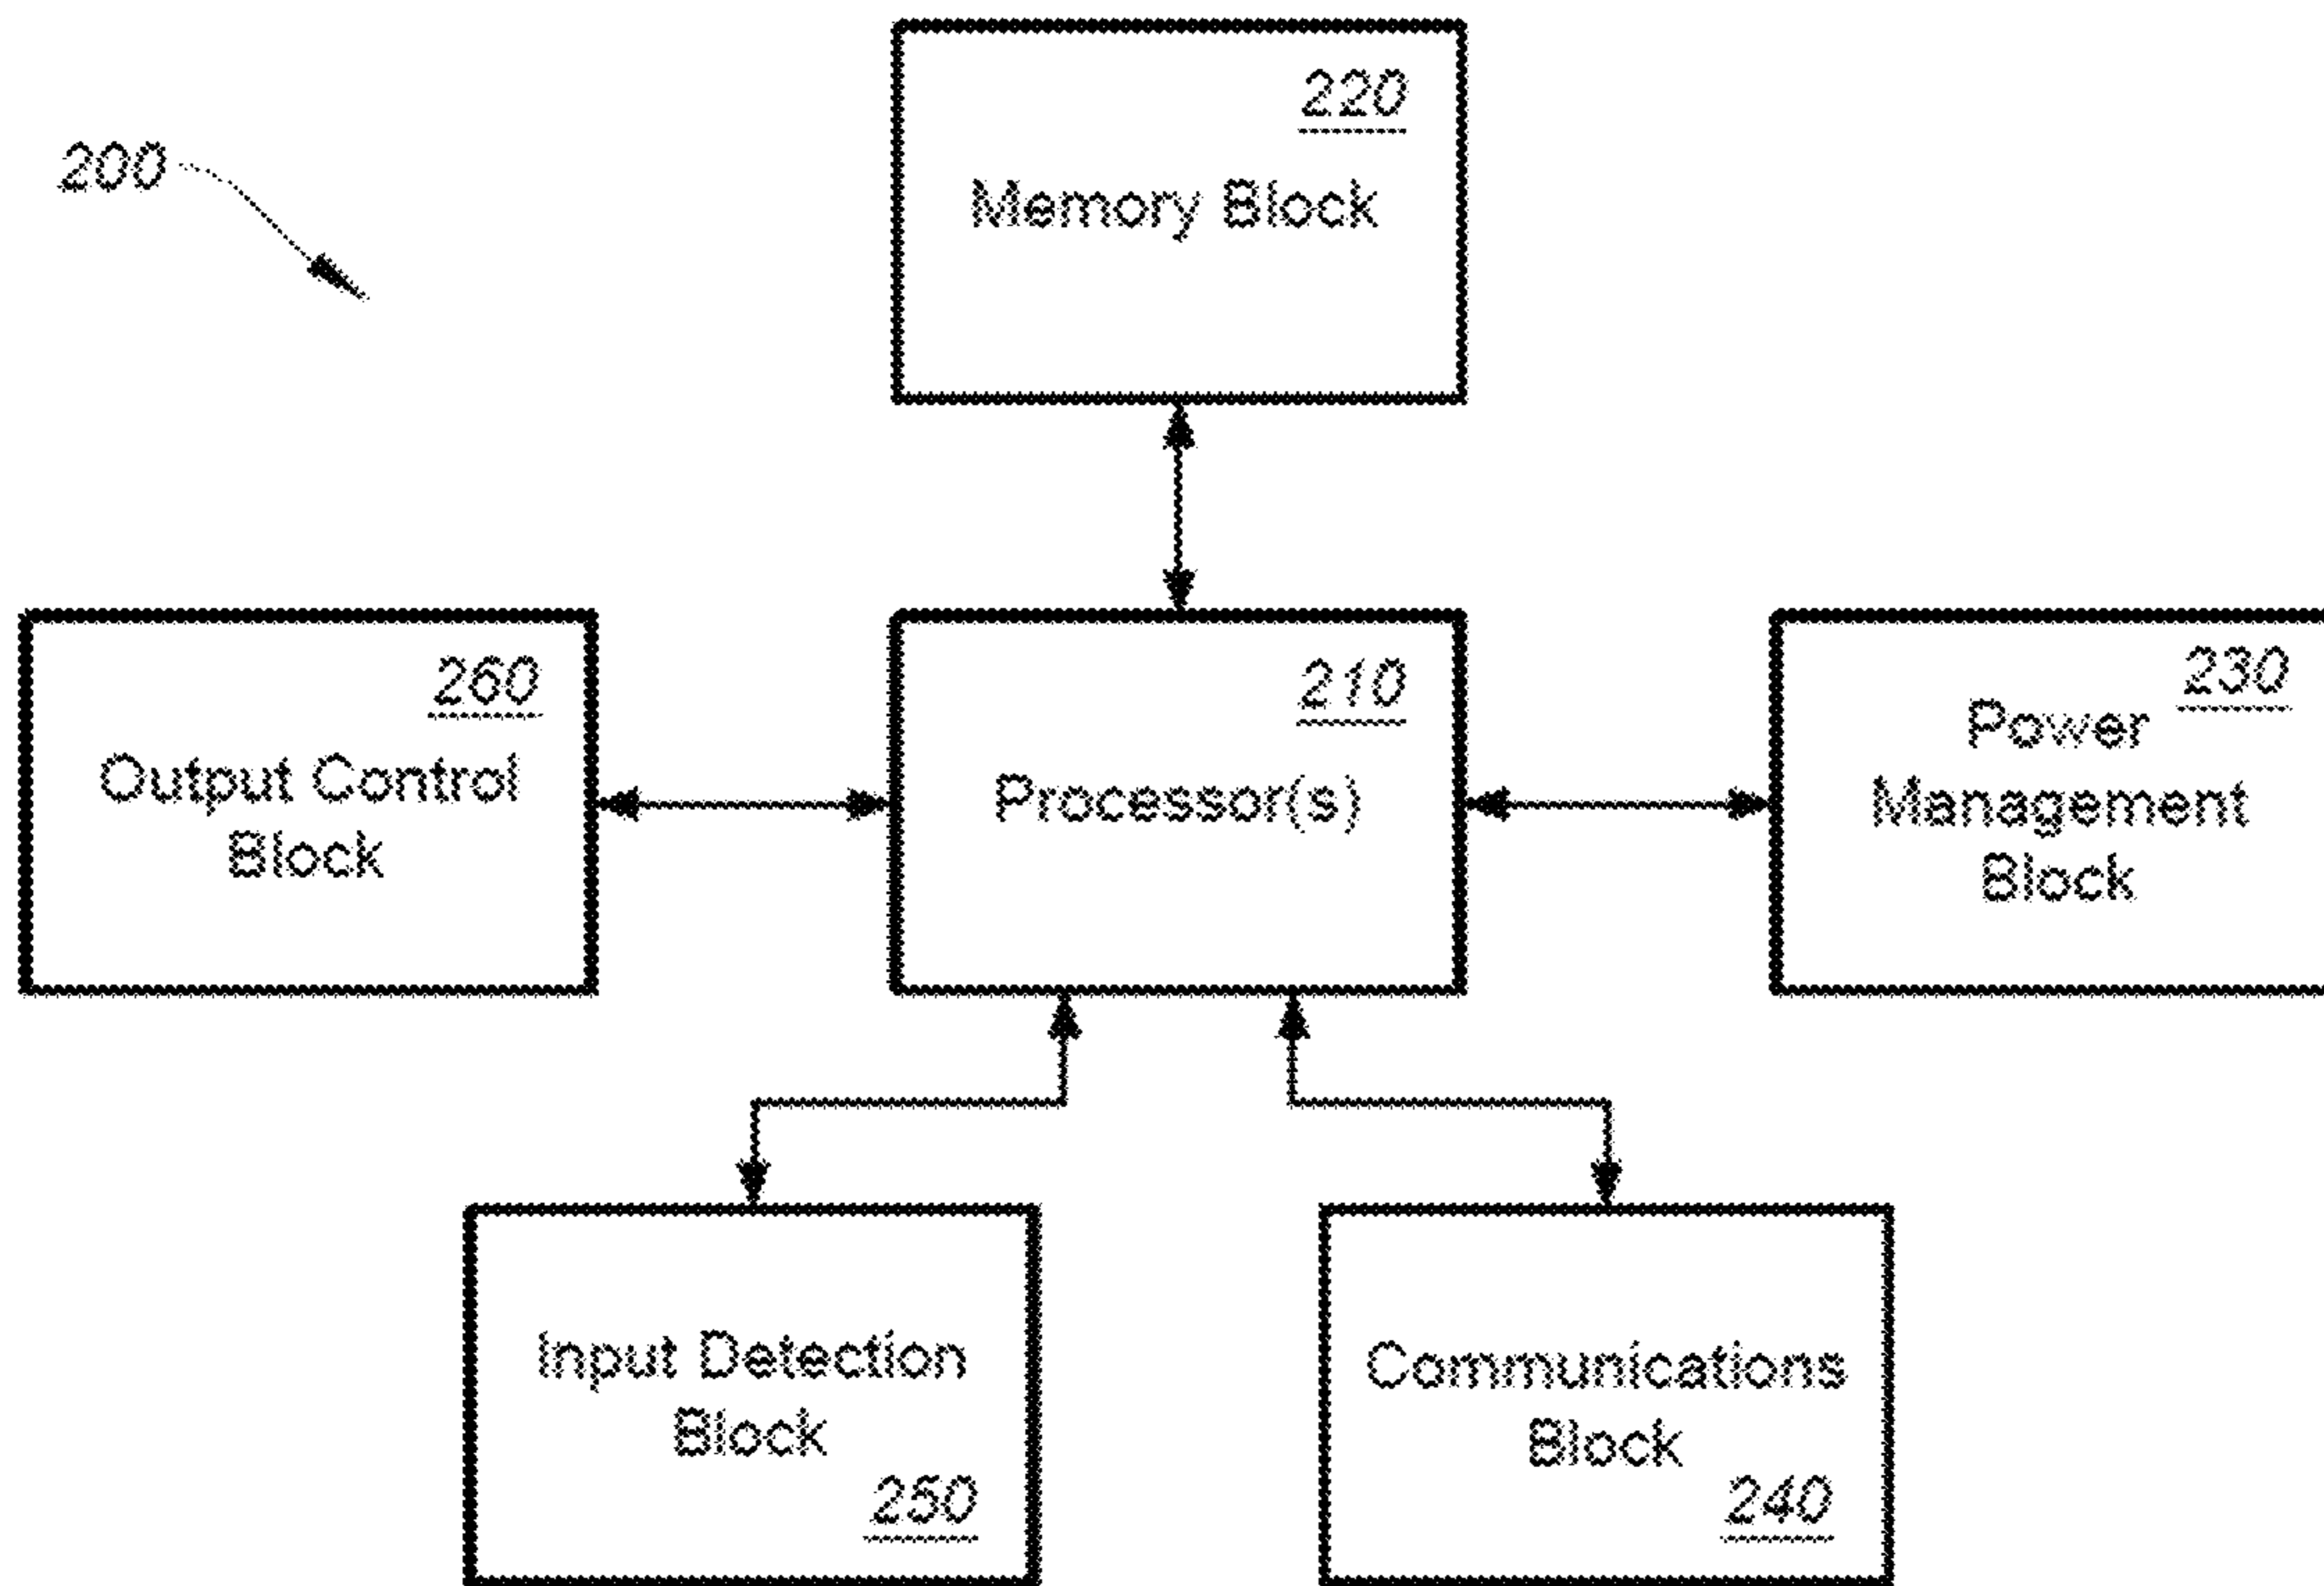 220
200
Memory Block
260
Output Control
Block
210
Processor(s)
230
Power
Management
Block
Input Detection
Block
250
Communications
Block
240